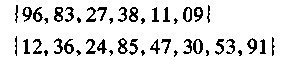 {96, 83, 27, 38, 11, 09}
{12, 36, 24, 85, 47, 30, 53, 91}